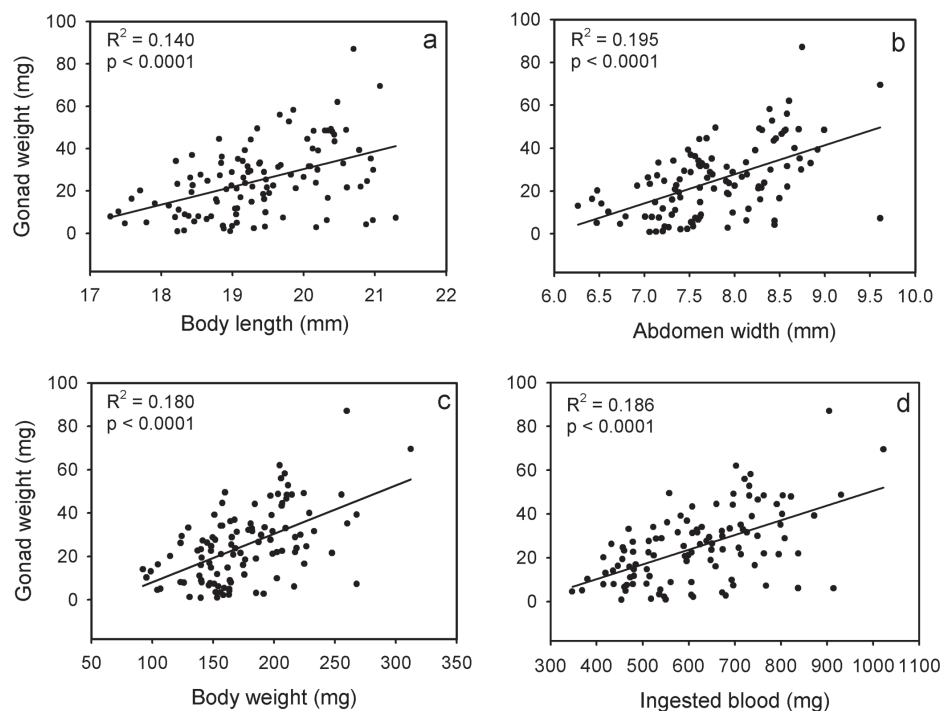 a
R² = 0.140
p < 0.0001
Gonad weight (mg)
100
80
60
40
20
0
17 18 19 20 21 22
Body length (mm)
b
R² = 0.195
p < 0.0001
100
80
60
40
20
0
6.0 6.5 7.0 7.5 8.0 8.5 9.0 9.5 10.0
Abdomen width (mm)
c
R² = 0.180
p < 0.0001
Gonad weight (mg)
100
80
60
40
20
0
50 100 150 200 250 300 350
Body weight (mg)
d
R² = 0.186
p < 0.0001
100
80
60
40
20
0
300 400 500 600 700 800 900 1000 1100
Ingested blood (mg)